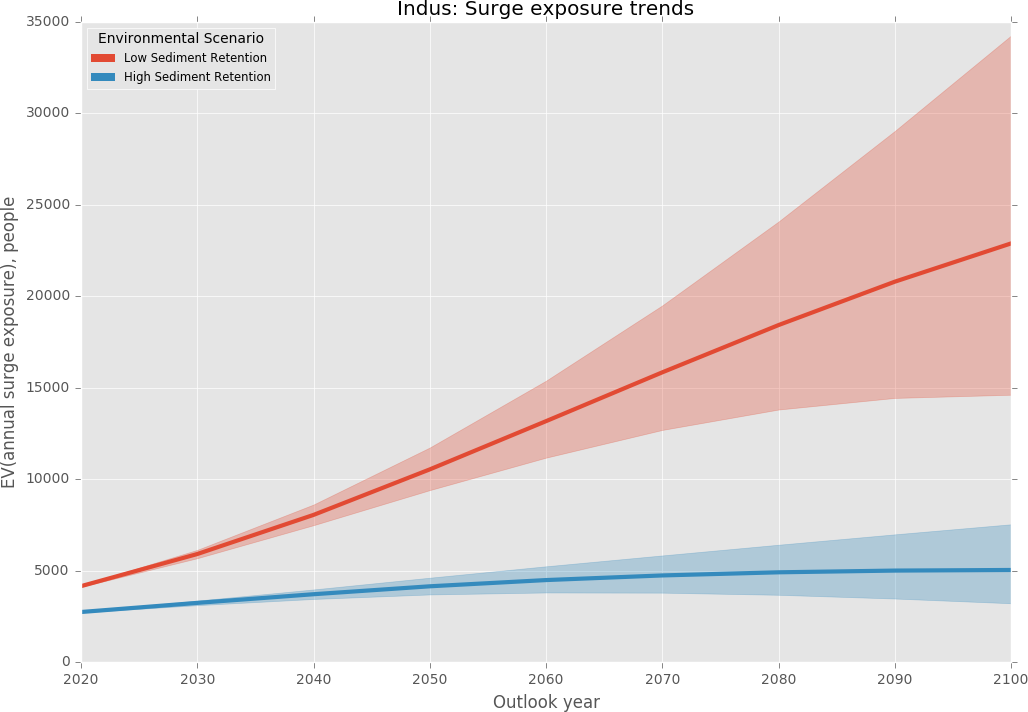 Indus: Surge exposure trends
Environmental Scenario
Low Sediment Retention
High Sediment Retention
EV(annual surge exposure), people
35000
30000
25000
20000
15000
10000
5000
0
2020 2030 2040 2050 2060 2070 2080 2090 2100
Outlook year